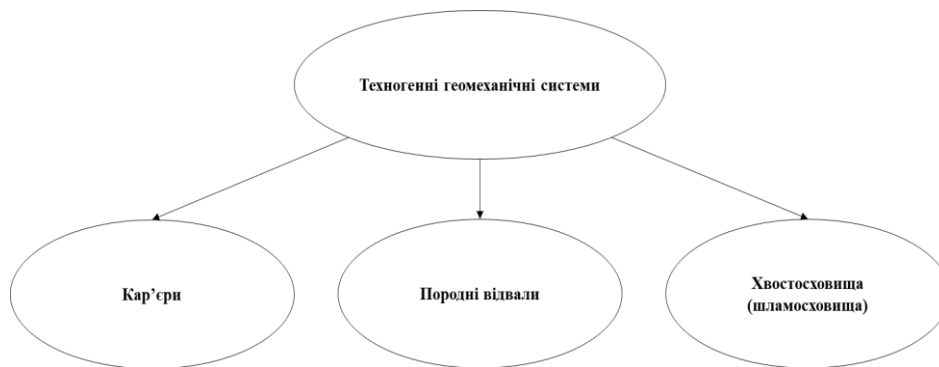 Техногенні геомеханічні системи
Кар’єри
Породні відвали
Хвостосховища
(шламосховища)